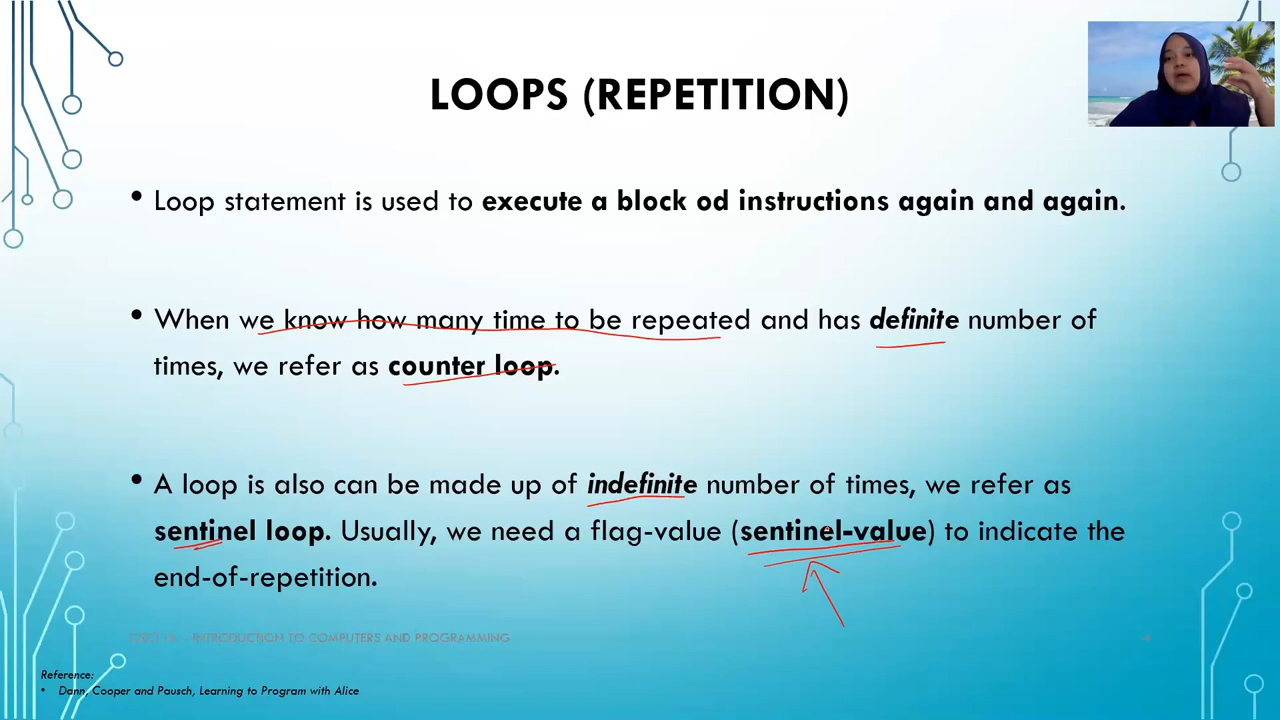 LOOPS (REPETITION)
• Loop statement is used to execute a block od instructions again and again.
• When we know how many time to be repeated and has definite number of
times, we refer as counter loop.
• A loop is also can be made up of indefinite number of times, we refer as
sentinel loop. Usually, we need a flag-value (sentinel-value) to indicate the
end-of-repetition.
- INTRODUCTION TO COMPUTERS AND PROGRAMMING
Reference:
• Dann, Cooper and Pausch, Learning to Program with Alice